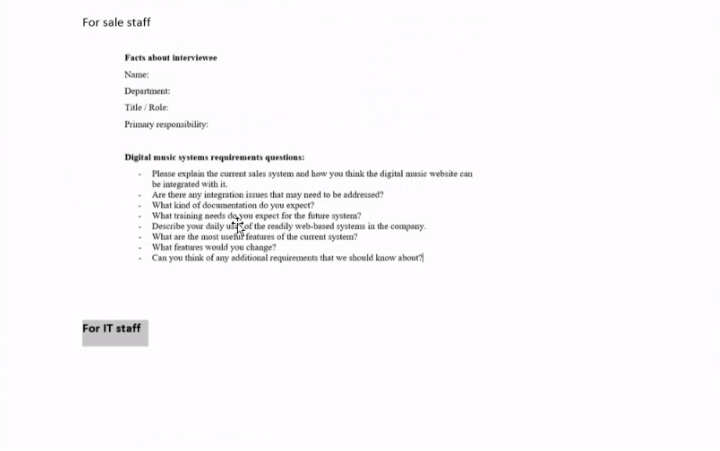 For sale staff
Facts about interviewee
Name:
Department:
Title / Role:
Primary responsibility:
Digital music systems requirements questions:
- Please explain the current sales system and how you think the digital music website can
be integrated with it.
- Are there any integration issues that may need to be addressed?
- What kind of documentation do you expect?
- What training needs do you expect for the future system?
- Describe your daily use of the readily web-based systems in the company.
- What are the most useful features of the current system?
- What features would you change?
- Can you think of any additional requirements that we should know about?
For IT staff